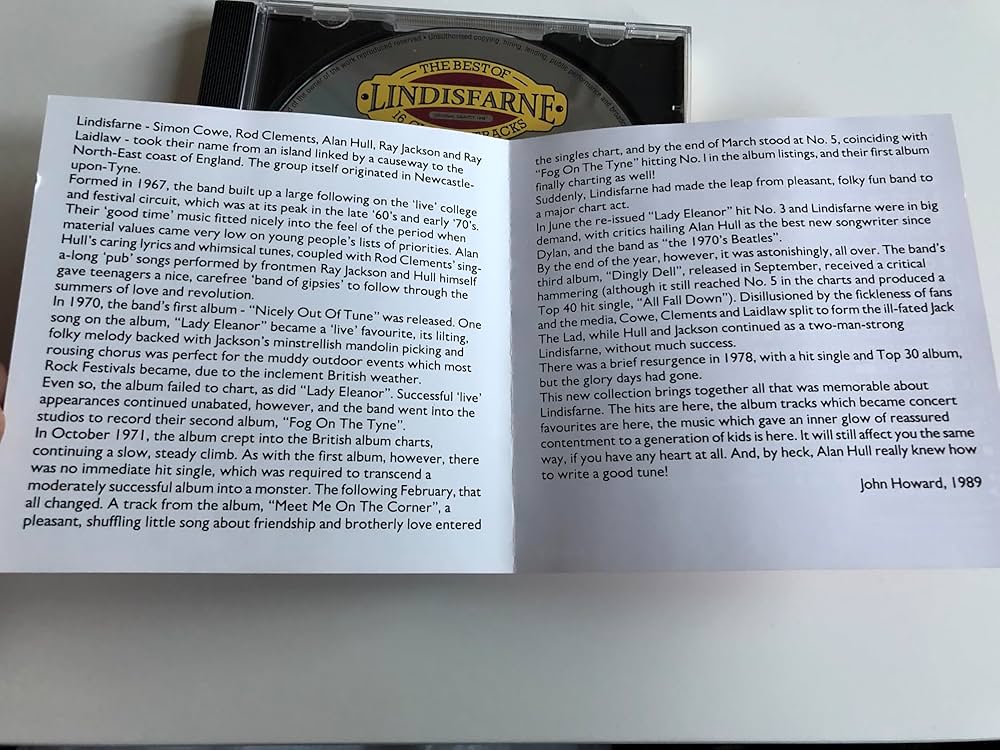 of the owner of the work reproduced reserved • Unauthorised copying, hiring, lending, public performance and
THE BEST OF
LINDISFARNE
16 TRACKS
Lindisfarne - Simon Cowe, Rod Clements, Alan Hull, Ray Jackson and Ray
Laidlaw - took their name from an island linked by a causeway to the
North-East coast of England. The group itself originated in Newcastle-
upon-Tyne.
Formed in 1967, the band built up a large following on the 'live' college
and festival circuit, which was at its peak in the late '60's and early '70's.
Their 'good time' music fitted nicely into the feel of the period when
material values came very low on young people's lists of priorities. Alan
Hull's caring lyrics and whimsical tunes, coupled with Rod Clements' sing-
a-long 'pub' songs performed by frontmen Ray Jackson and Hull himself
gave teenagers a nice, carefree 'band of gipsies' to follow through the
summers of love and revolution.
In 1970, the band's first album - "Nicely Out Of Tune" was released. One
song on the album, "Lady Eleanor" became a 'live' favourite, its lilting,
folky melody backed with Jackson's minstrellish mandolin picking and
rousing chorus was perfect for the muddy outdoor events which most
Rock Festivals became, due to the inclement British weather.
Even so, the album failed to chart, as did "Lady Eleanor". Successful 'live'
appearances continued unabated, however, and the band went into the
studios to record their second album, "Fog On The Tyne".
In October 1971, the album crept into the British album charts,
continuing a slow, steady climb. As with the first album, however, there
was no immediate hit single, which was required to transcend a
moderately successful album into a monster. The following February, that
all changed. A track from the album, "Meet Me On The Corner", a
pleasant, shuffling little song about friendship and brotherly love entered
the singles chart, and by the end of March stood at No. 5, coinciding with
"Fog On The Tyne" hitting No. 1 in the album listings, and their first album
finally charting as well!
Suddenly, Lindisfarne had made the leap from pleasant, folky fun band to
a major chart act.
In June the re-issued "Lady Eleanor" hit No. 3 and Lindisfarne were in big
demand, with critics hailing Alan Hull as the best new songwriter since
Dylan, and the band as "the 1970's Beatles".
By the end of the year, however, it was astonishingly, all over. The band's
third album, "Dingly Dell", released in September, received a critical
hammering (although it still reached No. 5 in the charts and produced a
Top 40 hit single, "All Fall Down"). Disillusioned by the fickleness of fans
and the media, Cowe, Clements and Laidlaw split to form the ill-fated Jack
The Lad, while Hull and Jackson continued as a two-man-strong
Lindisfarne, without much success.
There was a brief resurgence in 1978, with a hit single and Top 30 album,
but the glory days had gone.
This new collection brings together all that was memorable about
Lindisfarne. The hits are here, the album tracks which became concert
favourites are here, the music which gave an inner glow of reassured
contentment to a generation of kids is here. It will still affect you the same
way, if you have any heart at all. And, by heck, Alan Hull really knew how
to write a good tune!
John Howard, 1989